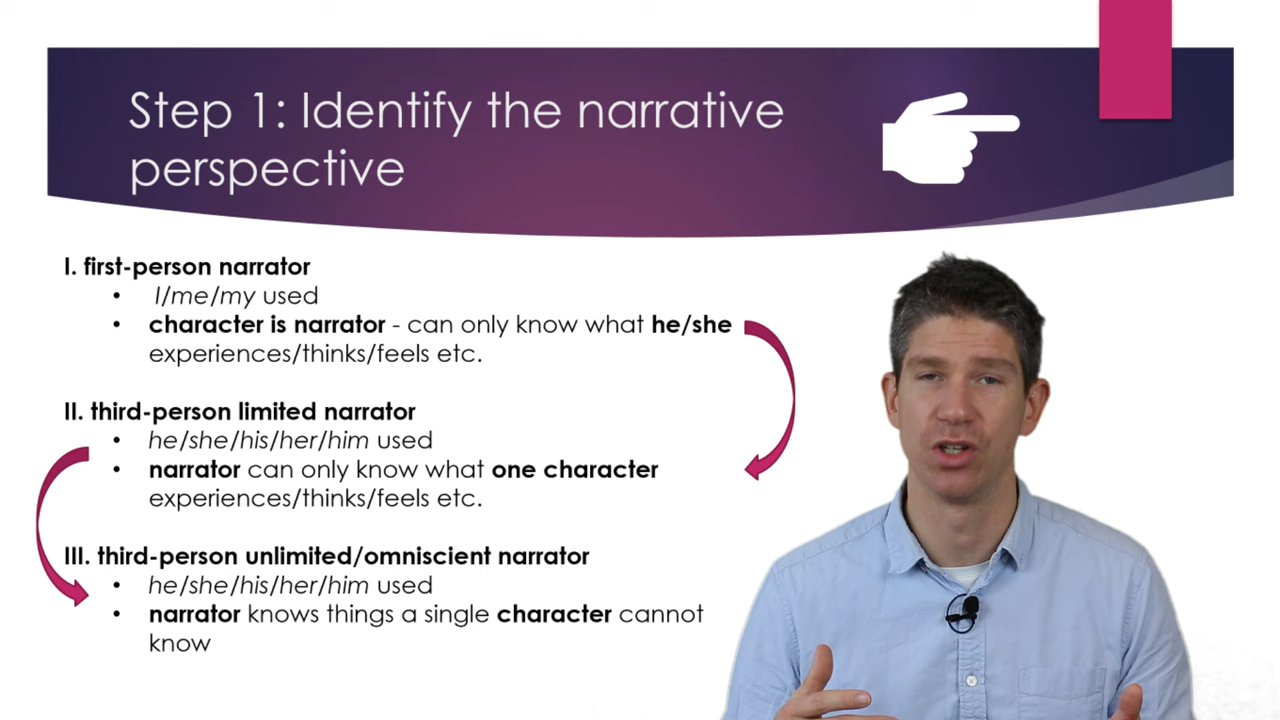 Step 1: Identify the narrative
perspective
I. first-person narrator
• I/me/my used
• character is narrator - can only know what he/she
experiences/thinks/feels etc.
II. third-person limited narrator
• he/she/his/her/him used
• narrator can only know what one character
experiences/thinks/feels etc.
III. third-person unlimited/omniscient narrator
• he/she/his/her/him used
• narrator knows things a single character cannot
know